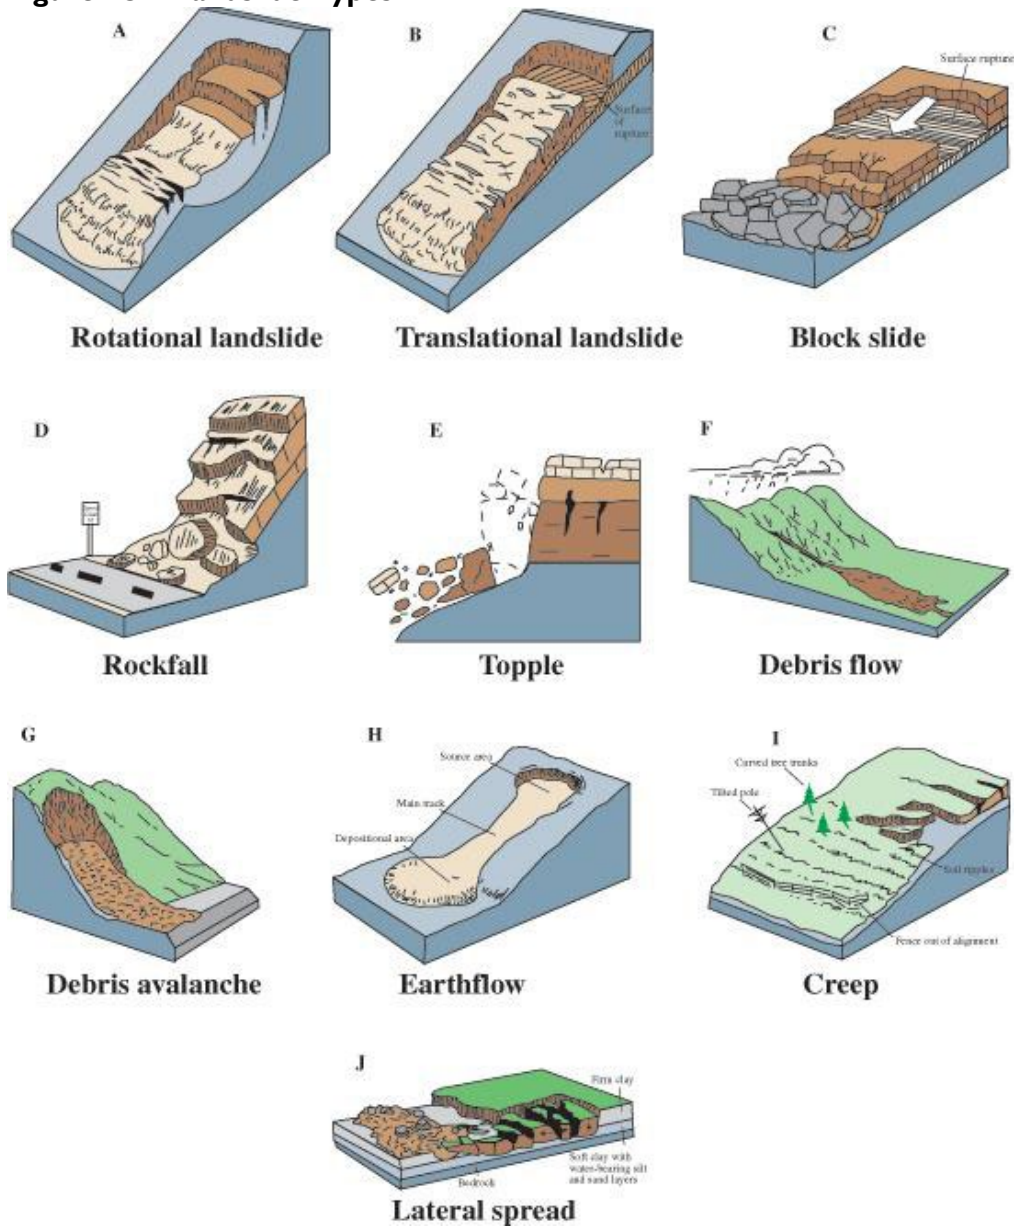 A
B
C
Surface rupture
Surface
of
rupture
Toe
Rotational landslide
Translational landslide
Block slide
D
E
F
Rockfall
Topple
Debris flow
G
H
I
Source area
Curved tree trunks
Tilted pole
Main track
Depositional area
Soil ripples
Fence out of alignment
Debris avalanche
Earthflow
Creep
J
Firm clay
Soft clay with
water-bearing silt
and sand layers
Bedrock
Lateral spread